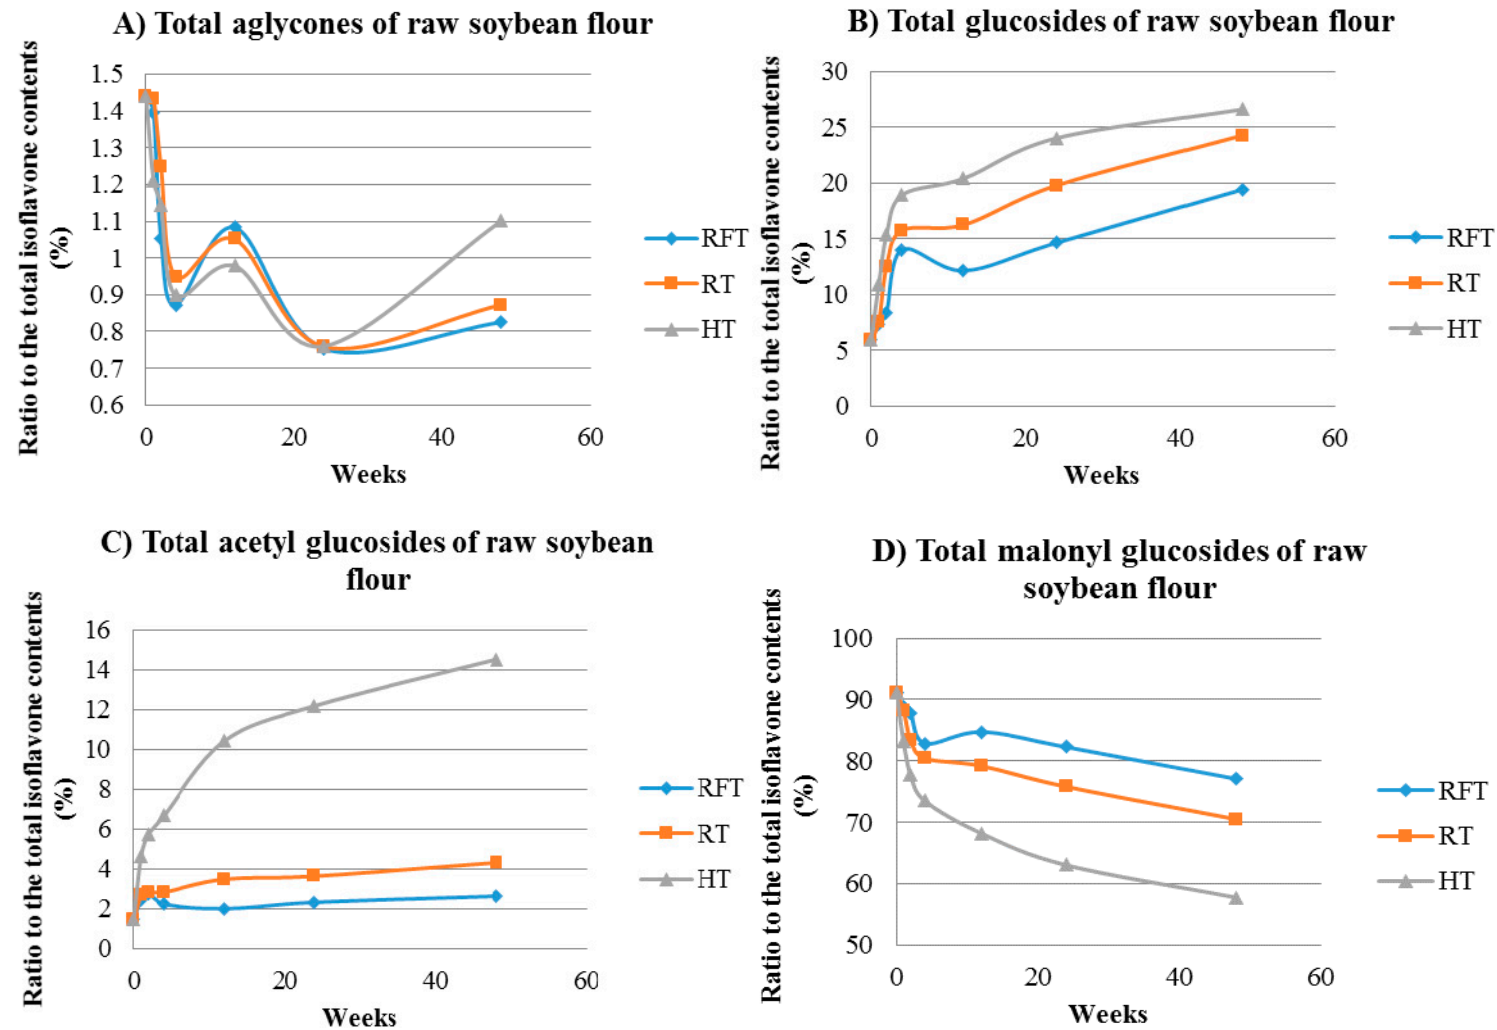 A) Total aglycones of raw soybean flour
Ratio to the total isoflavone contents
(%)
1.5
1.4
1.3
1.2
1.1
1
0.9
0.8
0.7
0.6
0
20
40
60
Weeks
RFT
RT
HT
B) Total glucosides of raw soybean flour
Ratio to the total isoflavone contents
(%)
30
25
20
15
10
5
0
0
20
40
60
Weeks
RFT
RT
HT
C) Total acetyl glucosides of raw soybean
flour
Ratio to the total isoflavone contents
(%)
16
14
12
10
8
6
4
2
0
0
20
40
60
Weeks
RFT
RT
HT
D) Total malonyl glucosides of raw
soybean flour
Ratio to the total isoflavone contents
(%)
100
90
80
70
60
50
0
20
40
60
Weeks
RFT
RT
HT